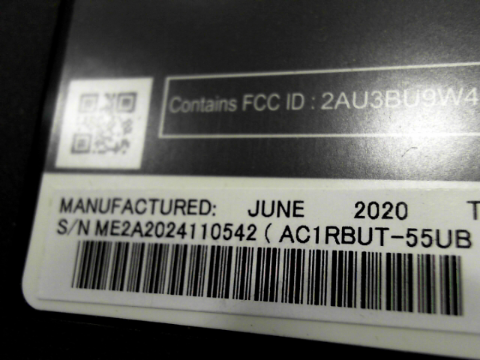 Contains FCC ID : 2AU3BU9W4
MANUFACTURED: JUNE 2020 T
S/N ME2A2024110542 ( AC1RBUT-55UB